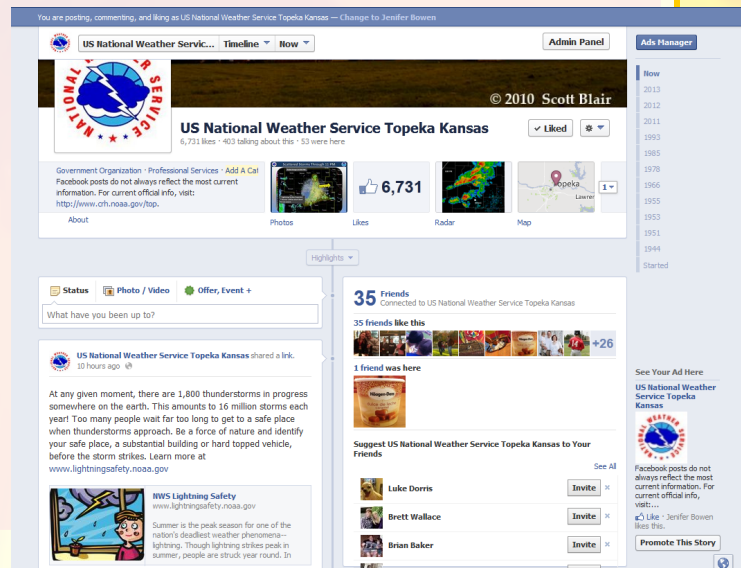 You are posting, commenting, and liking as US National Weather Service Topeka Kansas — Change to Jenifer Bowen
US National Weather Servic... Timeline Now
Admin Panel
Ads Manager
Now
2013
2012
2011
1993
1985
1978
1966
1955
1953
1951
1944
Started
NATIONAL WEATHER SERVICE
© 2010 Scott Blair
US National Weather Service Topeka Kansas
6,731 likes · 403 talking about this · 53 were here
Liked
Government Organization · Professional Services · Add A Cat
Facebook posts do not always reflect the most current
information. For current official info, visit:
http://www.crh.noaa.gov/top.
About
Photos
6,731
Likes
Radar
Topeka
Lawrer
Map
1
Highlights
Status Photo / Video Offer, Event +
What have you been up to?
US National Weather Service Topeka Kansas shared a link.
10 hours ago
At any given moment, there are 1,800 thunderstorms in progress
somewhere on the earth. This amounts to 16 million storms each
year! Too many people wait far too long to get to a safe place
when thunderstorms approach. Be a force of nature and identify
your safe place, a substantial building or hard topped vehicle,
before the storm strikes. Learn more at
www.lightningsafety.noaa.gov
NWS Lightning Safety
www.lightningsafety.noaa.gov
Summer is the peak season for one of the
nation's deadliest weather phenomena--
lightning. Though lightning strikes peak in
summer, people are struck year round. In
35 Friends
Connected to US National Weather Service Topeka Kansas
35 friends like this
+26
1 friend was here
Häagen-Dazs
Suggest US National Weather Service Topeka Kansas to Your
Friends
See All
Luke Dorris Invite
Brett Wallace Invite
Brian Baker Invite
See Your Ad Here
US National Weather
Service Topeka
Kansas
Facebook posts do not
always reflect the most
current information. For
current official info,
visit:...
Like · Jenifer Bowen
likes this.
Promote This Story